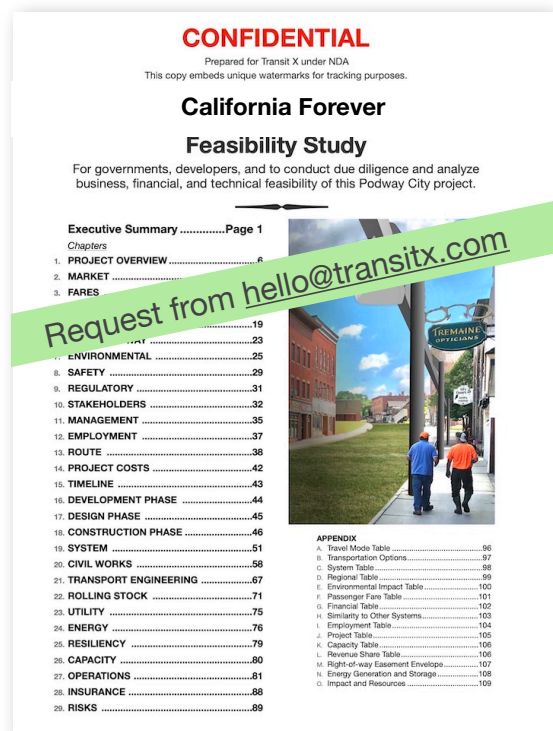 CONFIDENTIAL
Prepared for Transit X under NDA
This copy embeds unique watermarks for tracking purposes.
California Forever
Feasibility Study
For governments, developers, and to conduct due diligence and analyze
business, financial, and technical feasibility of this Podway City project.
Executive Summary ..............Page 1
Chapters
1. PROJECT OVERVIEW ............................6
2. MARKET
3. FARES
Request from hello@transitx.com
19
23
7. ENVIRONMENTAL ................................25
8. SAFETY ................................................29
9. REGULATORY ......................................31
10. STAKEHOLDERS .................................32
11. MANAGEMENT ....................................35
12. EMPLOYMENT .....................................37
13. ROUTE .................................................38
14. PROJECT COSTS .................................42
15. TIMELINE .............................................43
16. DEVELOPMENT PHASE .......................44
17. DESIGN PHASE ...................................45
18. CONSTRUCTION PHASE .....................46
19. SYSTEM ...............................................51
20. CIVIL WORKS .......................................58
21. TRANSPORT ENGINEERING ...............67
22. ROLLING STOCK .................................71
23. UTILITY ................................................75
24. ENERGY ...............................................76
25. RESILIENCY .........................................79
26. CAPACITY ............................................80
27. OPERATIONS .......................................81
28. INSURANCE .........................................88
29. RISKS ...................................................89
TREMAINE
OPTICIANS
APPENDIX
A. Travel Mode Table ..........................................96
B. Transportation Options...................................97
C. System Table .................................................98
D. Regional Table ...............................................99
E. Environmental Impact Table .........................100
F. Passenger Fare Table ...................................101
G. Financial Table .............................................102
H. Similarity to Other Systems..........................103
I. Employment Table ........................................104
J. Project Table.................................................105
K. Capacity Table ..............................................106
L. Revenue Share Table ...................................106
M. Right-of-way Easement Envelope................107
N. Energy Generation and Storage ..................108
O. Impact and Resources .................................109